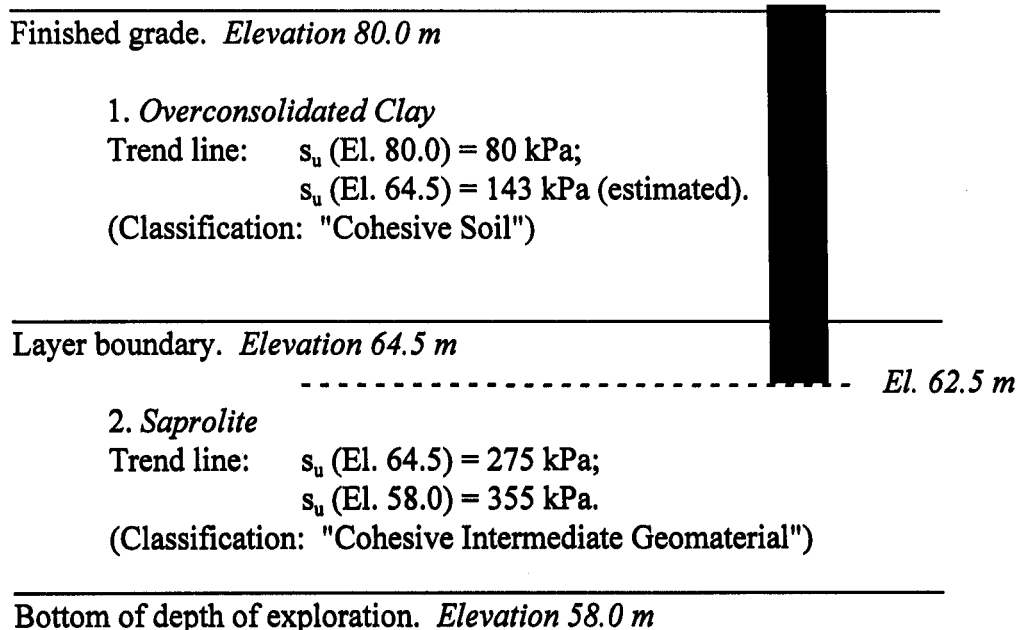 Finished grade. Elevation 80.0 m
1. Overconsolidated Clay
Trend line: s_u (El. 80.0) = 80 kPa;
s_u (El. 64.5) = 143 kPa (estimated).
(Classification: "Cohesive Soil")
Layer boundary. Elevation 64.5 m
El. 62.5 m
2. Saprolite
Trend line: s_u (El. 64.5) = 275 kPa;
s_u (El. 58.0) = 355 kPa.
(Classification: "Cohesive Intermediate Geomaterial")
Bottom of depth of exploration. Elevation 58.0 m